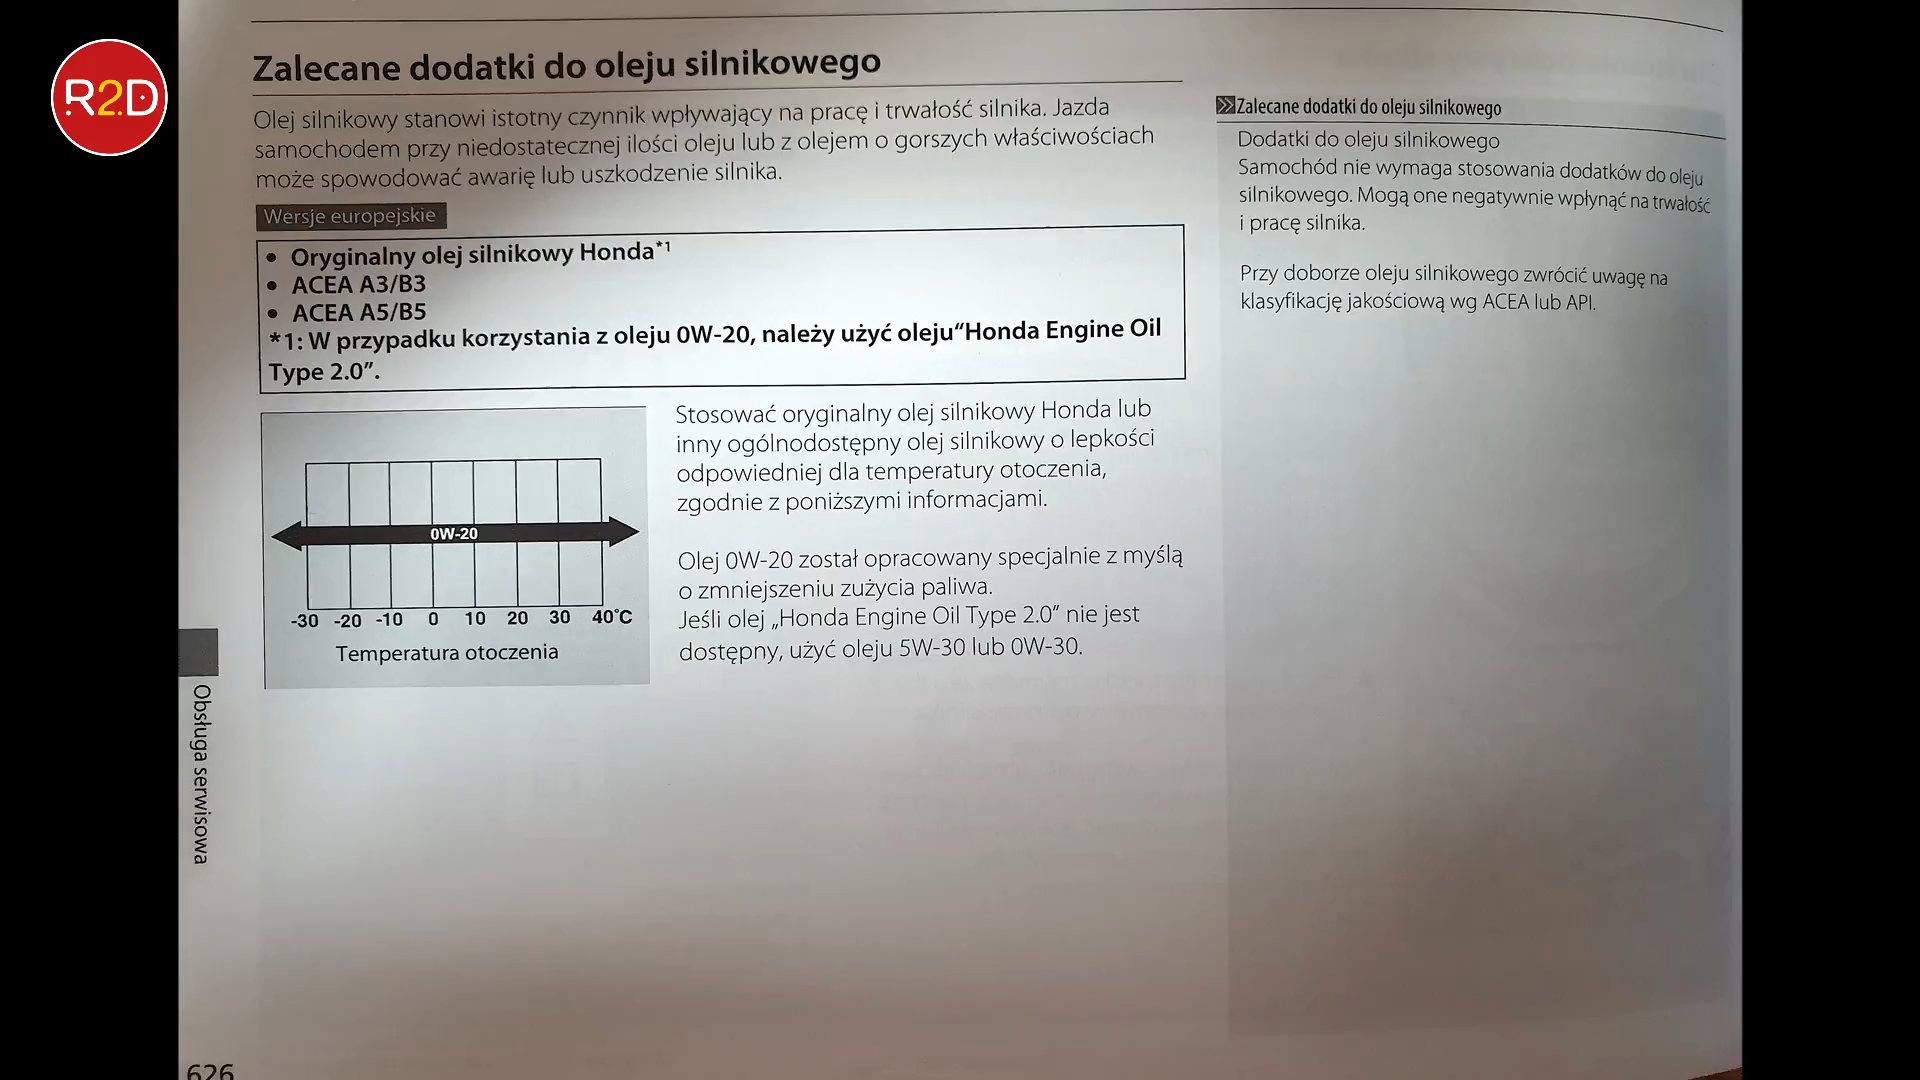 R2D
Zalecane dodatki do oleju silnikowego
Olej silnikowy stanowi istotny czynnik wpływający na pracę i trwałość silnika. Jazda
samochodem przy niedostatecznej ilości oleju lub z olejem o gorszych właściwościach
może spowodować awarię lub uszkodzenie silnika.
Wersje europejskie
• Oryginalny olej silnikowy Honda*1
• ACEA A3/B3
• ACEA A5/B5
*1: W przypadku korzystania z oleju 0W-20, należy użyć oleju“Honda Engine Oil
Type 2.0”.
0W-20
-30 -20 -10 0 10 20 30 40°C
Temperatura otoczenia
Stosować oryginalny olej silnikowy Honda lub
inny ogólnodostępny olej silnikowy o lepkości
odpowiedniej dla temperatury otoczenia,
zgodnie z poniższymi informacjami.
Olej 0W-20 został opracowany specjalnie z myślą
o zmniejszeniu zużycia paliwa.
Jeśli olej „Honda Engine Oil Type 2.0” nie jest
dostępny, użyć oleju 5W-30 lub 0W-30.
Zalecane dodatki do oleju silnikowego
Dodatki do oleju silnikowego
Samochód nie wymaga stosowania dodatków do oleju
silnikowego. Mogą one negatywnie wpłynąć na trwałość
i pracę silnika.
Przy doborze oleju silnikowego zwrócić uwagę na
klasyfikację jakościową wg ACEA lub API.
Obsługa serwisowa
626